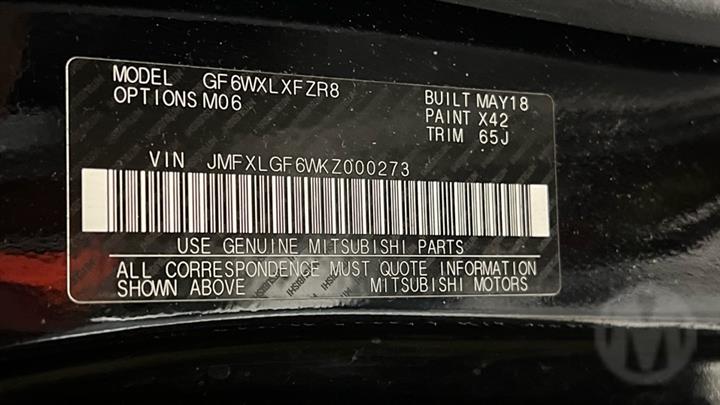 MODEL GF6WXLXFZR8
OPTIONS M06
BUILT MAY18
PAINT X42
TRIM 65J
VIN JMFXLGF6WKZ000273
USE GENUINE MITSUBISHI PARTS
ALL CORRESPONDENCE MUST QUOTE INFORMATION
SHOWN ABOVE MITSUBISHI MOTORS
M